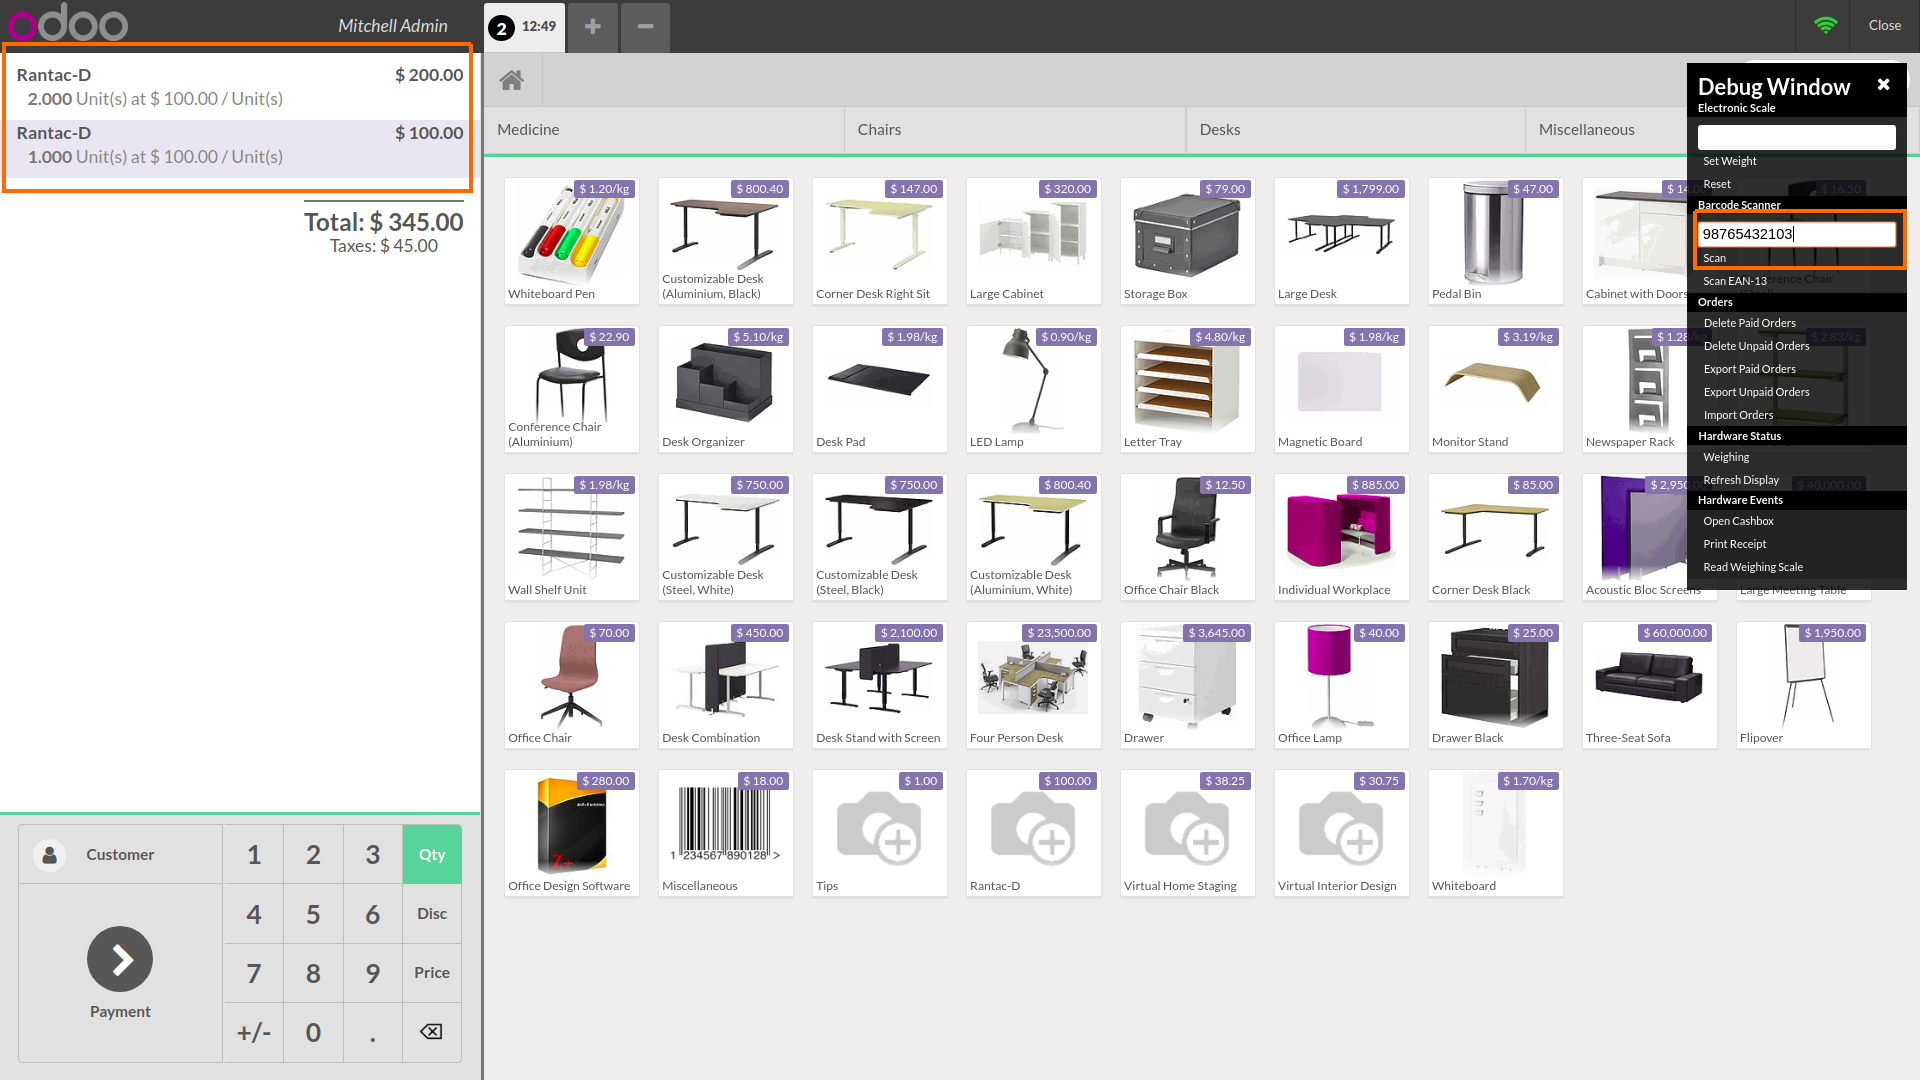 odoo
Mitchell Admin
2 12:49
Close
Rantac-D $ 200.00
2.000 Unit(s) at $ 100.00 / Unit(s)
Rantac-D $ 100.00
1.000 Unit(s) at $ 100.00 / Unit(s)
Total: $ 345.00
Taxes: $ 45.00
Customer
Payment
1 2 3 Qty
4 5 6 Disc
7 8 9 Price
+/- 0 .
Medicine Chairs Desks Miscellaneous
$ 1.20/kg
Whiteboard Pen
$ 800.40
Customizable Desk
(Aluminium, Black)
$ 147.00
Corner Desk Right Sit
$ 320.00
Large Cabinet
$ 79.00
Storage Box
$ 1,799.00
Large Desk
$ 47.00
Pedal Bin
$ 14.00
Cabinet with Doors
$ 16.50
Conference Chair
$ 22.90
Conference Chair
(Aluminium)
$ 5.10/kg
Desk Organizer
$ 1.98/kg
Desk Pad
$ 0.90/kg
LED Lamp
$ 4.80/kg
Letter Tray
$ 1.98/kg
Magnetic Board
$ 3.19/kg
Monitor Stand
$ 1.28/kg
Newspaper Rack
$ 2.83/kg
$ 1.98/kg
Wall Shelf Unit
$ 750.00
Customizable Desk
(Steel, White)
$ 750.00
Customizable Desk
(Steel, Black)
$ 800.40
Customizable Desk
(Aluminium, White)
$ 12.50
Office Chair Black
$ 885.00
Individual Workplace
$ 85.00
Corner Desk Black
$ 2,950.00
Acoustic Bloc Screens
$ 40,000.00
Large Meeting Table
$ 70.00
Office Chair
$ 450.00
Desk Combination
$ 2,100.00
Desk Stand with Screen
$ 23,500.00
Four Person Desk
$ 3,645.00
Drawer
$ 40.00
Office Lamp
$ 25.00
Drawer Black
$ 60,000.00
Three-Seat Sofa
$ 1,950.00
Flipover
$ 280.00
Office Design Software
$ 18.00
1 234567 890128 >
Miscellaneous
$ 1.00
Tips
$ 100.00
Rantac-D
$ 38.25
Virtual Home Staging
$ 30.75
Virtual Interior Design
$ 1.70/kg
Whiteboard
Debug Window
Electronic Scale
Set Weight
Reset
Barcode Scanner
98765432103
Scan
Scan EAN-13
Orders
Delete Paid Orders
Delete Unpaid Orders
Export Paid Orders
Export Unpaid Orders
Import Orders
Hardware Status
Weighing
Refresh Display
Hardware Events
Open Cashbox
Print Receipt
Read Weighing Scale